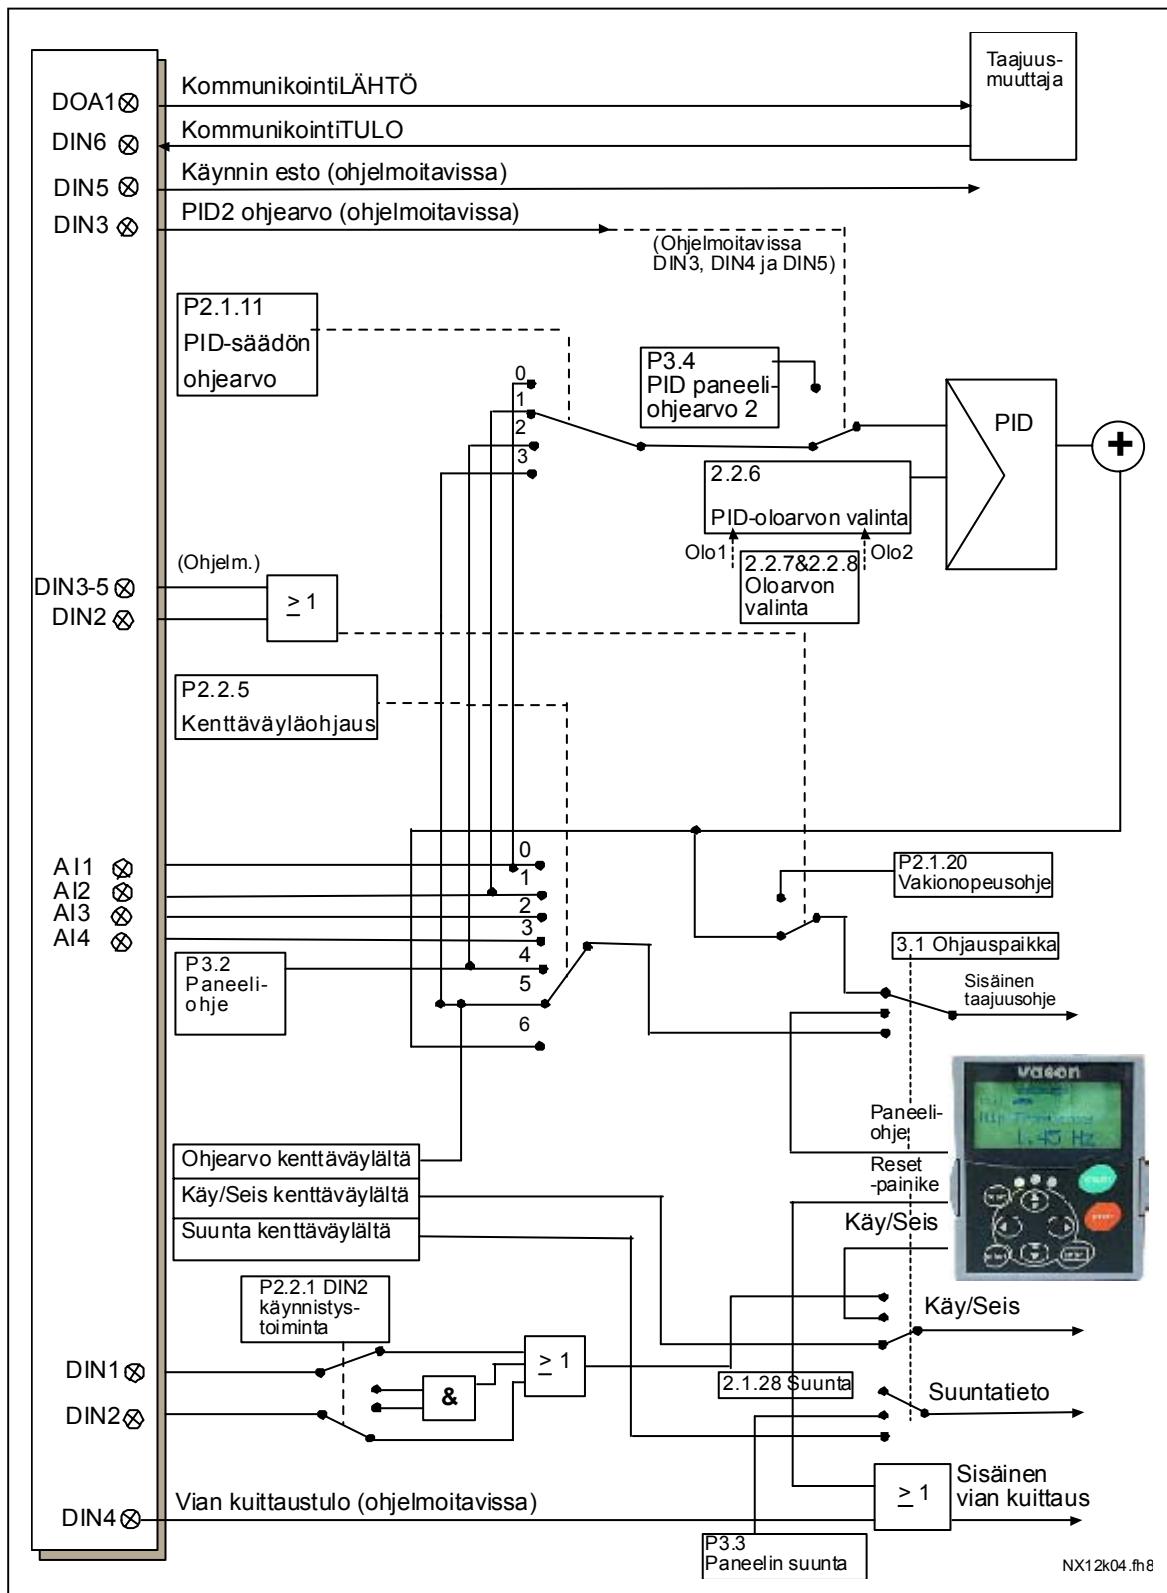 Taajuus-
muuttaja
DOA1
KommunikointiLÄHTÖ
DIN6
KommunikointiTULO
DIN5
Käynnin esto (ohjelmoitavissa)
DIN3
PID2 ohjearvo (ohjelmoitavissa)
(Ohjelmoitavissa
DIN3, DIN4 ja DIN5)
P2.1.11
PID-säädön
ohjearvo
0
1
2
3
P3.4
PID paneeli-
ohjearvo 2
PID
+
2.2.6
PID-oloarvon valinta
Olo1
Olo2
2.2.7&2.2.8
Oloarvon
valinta
(Ohjelm.)
DIN3-5
DIN2
≥ 1
P2.2.5
Kenttäväyläohjaus
AI1
AI2
AI3
AI4
0
1
2
3
4
5
6
P2.1.20
Vakionopeusohje
P3.2
Paneeli-
ohje
3.1 Ohjauspaikka
Sisäinen
taajuusohje
vacon
1.45 Hz
Paneeli-
ohje
Reset
-painike
Käy/Seis
Ohjearvo kenttäväylältä
Käy/Seis kenttäväylältä
Suunta kenttäväylältä
P2.2.1 DIN2
käynnistys-
toiminta
DIN1
DIN2
&
≥ 1
Käy/Seis
2.1.28 Suunta
Suuntatieto
DIN4
Vian kuittaustulo (ohjelmoitavissa)
≥ 1
Sisäinen
vian kuittaus
P3.3
Paneelin suunta
NX12k04.fh8